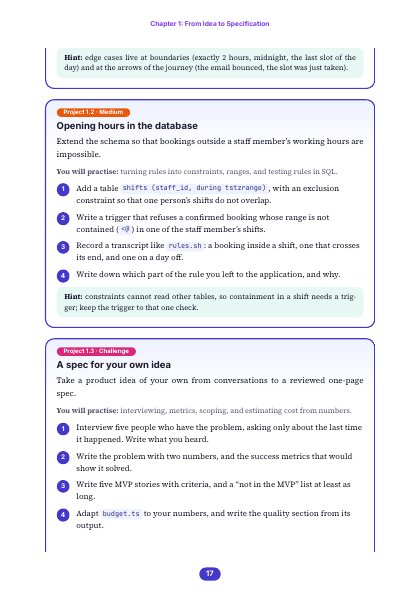 Chapter 1: From Idea to Specification
Hint: edge cases live at boundaries (exactly 2 hours, midnight, the last slot of the
day) and at the arrows of the journey (the email bounced, the slot was just taken).
Project 1.2 · Medium
Opening hours in the database
Extend the schema so that bookings outside a staff member's working hours are
impossible.
You will practise: turning rules into constraints, ranges, and testing rules in SQL.
1 Add a table shifts (staff_id, during tstzrange), with an exclusion
constraint so that one person's shifts do not overlap.
2 Write a trigger that refuses a confirmed booking whose range is not
contained (<@) in one of the staff member's shifts.
3 Record a transcript like rules.sh: a booking inside a shift, one that crosses
its end, and one on a day off.
4 Write down which part of the rule you left to the application, and why.
Hint: constraints cannot read other tables, so containment in a shift needs a trig-
ger; keep the trigger to that one check.
Project 1.3 · Challenge
A spec for your own idea
Take a product idea of your own from conversations to a reviewed one-page
spec.
You will practise: interviewing, metrics, scoping, and estimating cost from numbers.
1 Interview five people who have the problem, asking only about the last time
it happened. Write what you heard.
2 Write the problem with two numbers, and the success metrics that would
show it solved.
3 Write five MVP stories with criteria, and a “not in the MVP” list at least as
long.
4 Adapt budget.ts to your numbers, and write the quality section from its
output.
17